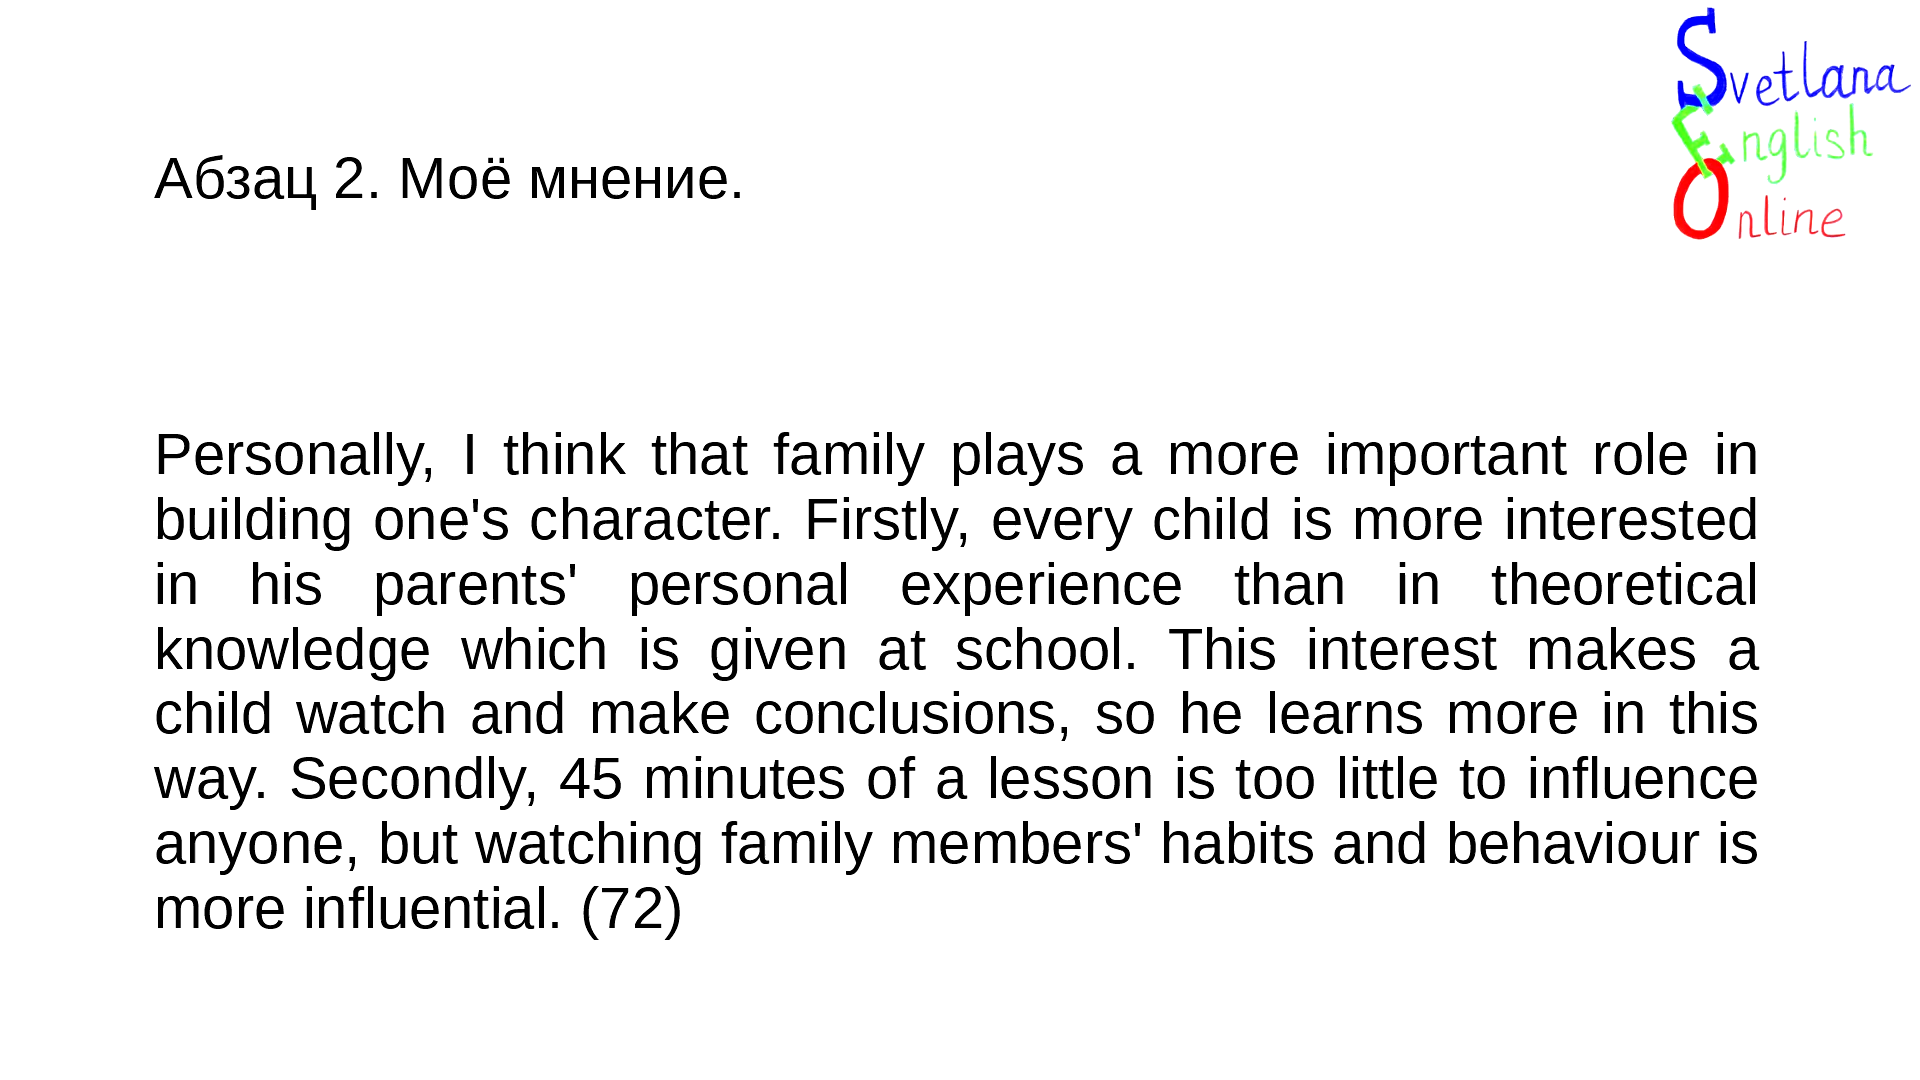 Svetlana
English
Online
Абзац 2. Моё мнение.
Personally, I think that family plays a more important role in
building one's character. Firstly, every child is more interested
in his parents' personal experience than in theoretical
knowledge which is given at school. This interest makes a
child watch and make conclusions, so he learns more in this
way. Secondly, 45 minutes of a lesson is too little to influence
anyone, but watching family members' habits and behaviour is
more influential. (72)